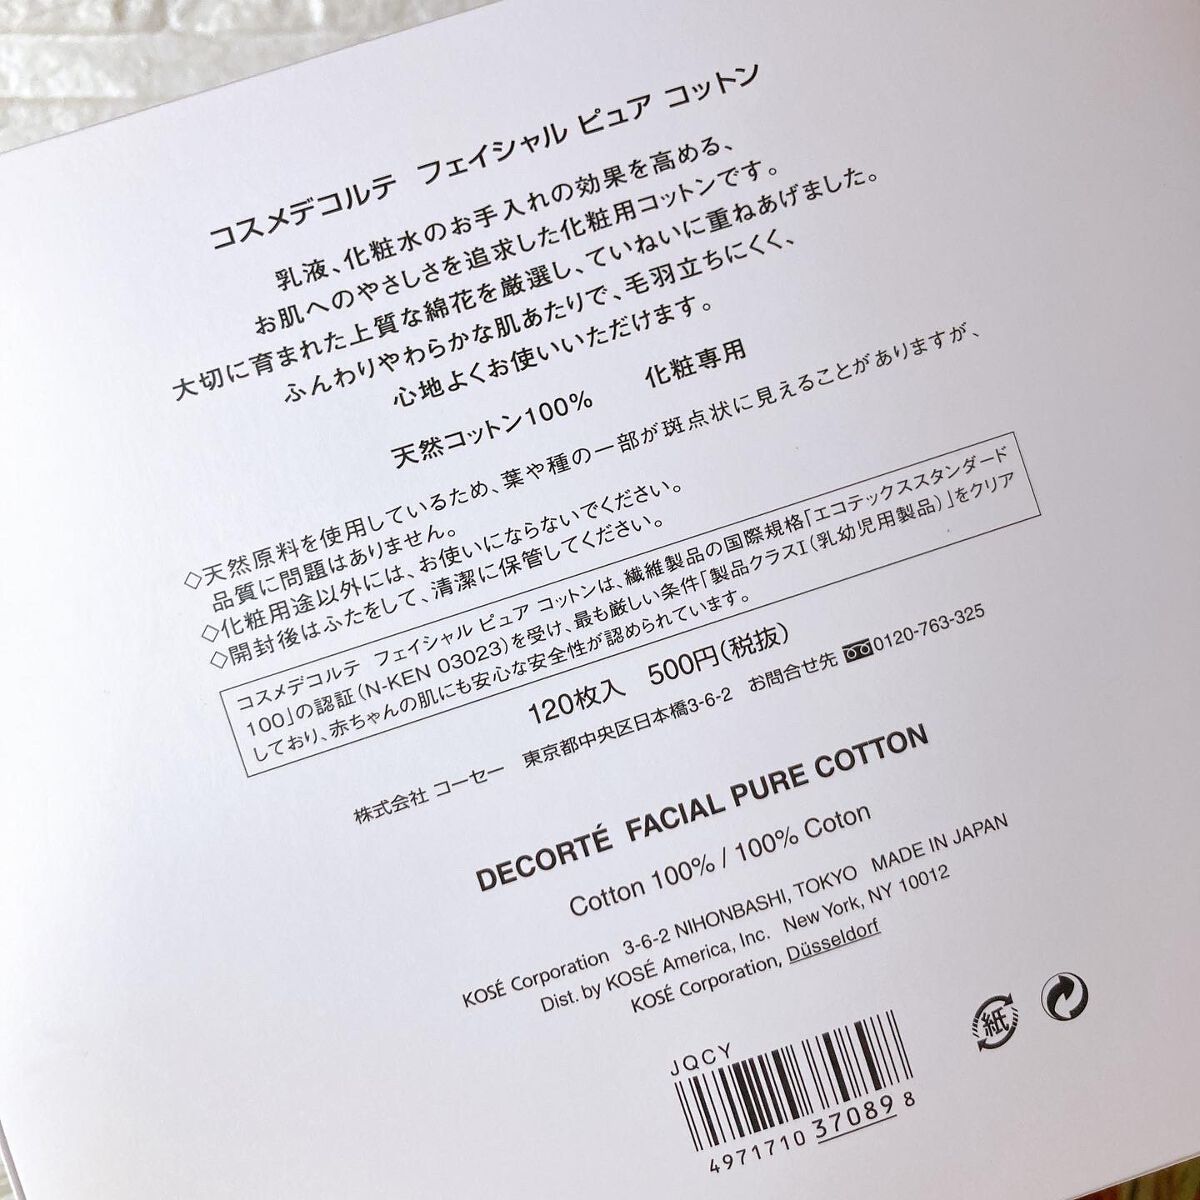 コスメデコルテ フェイシャル ピュア コットン
乳液、化粧水のお手入れの効果を高める、
お肌へのやさしさを追求した化粧用コットンです。
大切に育まれた上質な綿花を厳選し、ていねいに重ねあげました。
ふんわりやわらかな肌あたりで、毛羽立ちにくく、
心地よくお使いいただけます。
天然コットン100% 化粧専用
◇天然原料を使用しているため、葉や種の一部が斑点状に見えることがありますが、
品質に問題はありません。
◇化粧用途以外には、お使いにならないでください。
◇開封後はふたをして、清潔に保管してください。
コスメデコルテ フェイシャル ピュア コットンは、繊維製品の国際規格「エコテックススタンダード
100」の認証(N-KEN 03023)を受け、最も厳しい条件「製品クラスI(乳幼児用製品)」をクリア
しており、赤ちゃんの肌にも安心な安全性が認められています。
120枚入 500円(税抜)
株式会社 コーセー 東京都中央区日本橋3-6-2 お問合せ先 0120-763-325
DECORTÉ FACIAL PURE COTTON
Cotton 100% / 100% Coton
KOSÉ Corporation 3-6-2 NIHONBASHI, TOKYO MADE IN JAPAN
Dist. by KOSÉ America, Inc. New York, NY 10012
KOSÉ Corporation, Düsseldorf
紙
JQCY
4971710 37089 8